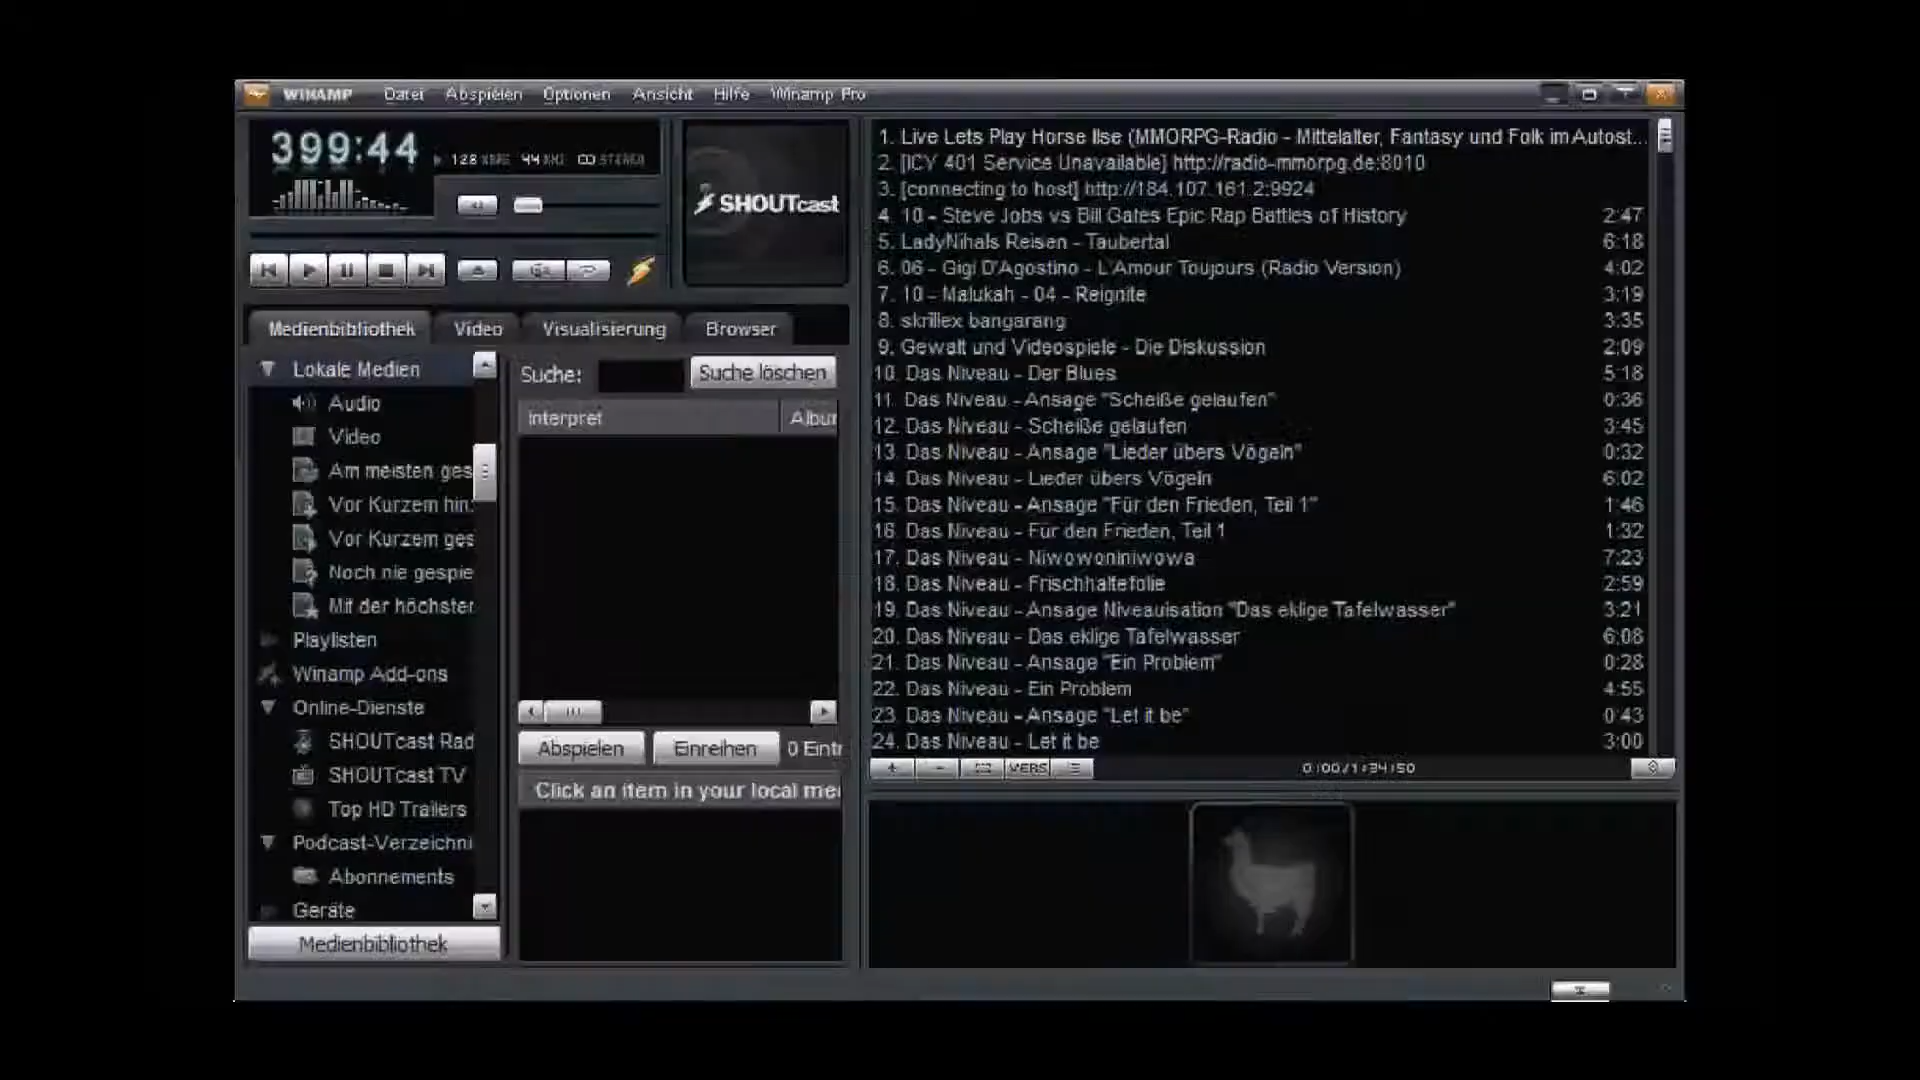 WINAMP Datei Abspielen Optionen Ansicht Hilfe Winamp Pro
399:44
128 44 STEREO
SHOUTcast
Medienbibliothek Video Visualisierung Browser
Lokale Medien
Audio
Video
Am meisten ges
Vor Kurzem hin
Vor Kurzem ges
Noch nie gespie
Mit der höchster
Playlisten
Winamp Add-ons
Online-Dienste
SHOUTcast Rad
SHOUTcast TV
Top HD Trailers
Podcast-Verzeichni
Abonnements
Geräte
Medienbibliothek
Suche: Suche löschen
Interpret Albur
Abspielen Einreihen 0 Eintr
Click an item in your local me
1. Live Lets Play Horse Ilse (MMORPG-Radio - Mittelalter, Fantasy und Folk im Autost...
2. [ICY 401 Service Unavailable] http://radio-mmorpg.de:8010
3. [connecting to host] http://184.107.161.2:9924
4. 10 - Steve Jobs vs Bill Gates Epic Rap Battles of History 2:47
5. LadyNihals Reisen - Taubertal 6:18
6. 06 - Gigi D'Agostino - L'Amour Toujours (Radio Version) 4:02
7. 10 - Malukah - 04 - Reignite 3:19
8. skrillex bangarang 3:35
9. Gewalt und Videospiele - Die Diskussion 2:09
10. Das Niveau - Der Blues 5:18
11. Das Niveau - Ansage "Scheiße gelaufen" 0:36
12. Das Niveau - Scheiße gelaufen 3:45
13. Das Niveau - Ansage "Lieder übers Vögeln" 0:32
14. Das Niveau - Lieder übers Vögeln 6:02
15. Das Niveau - Ansage "Für den Frieden, Teil 1" 1:46
16. Das Niveau - Für den Frieden, Teil 1 1:32
17. Das Niveau - Niwowoniniwowa 7:23
18. Das Niveau - Frischhaltefolie 2:59
19. Das Niveau - Ansage Niveauisation "Das eklige Tafelwasser" 3:21
20. Das Niveau - Das eklige Tafelwasser 6:08
21. Das Niveau - Ansage "Ein Problem" 0:28
22. Das Niveau - Ein Problem 4:55
23. Das Niveau - Ansage "Let it be" 0:43
24. Das Niveau - Let it be 3:00
+ - VERS 0:00/1:34:50